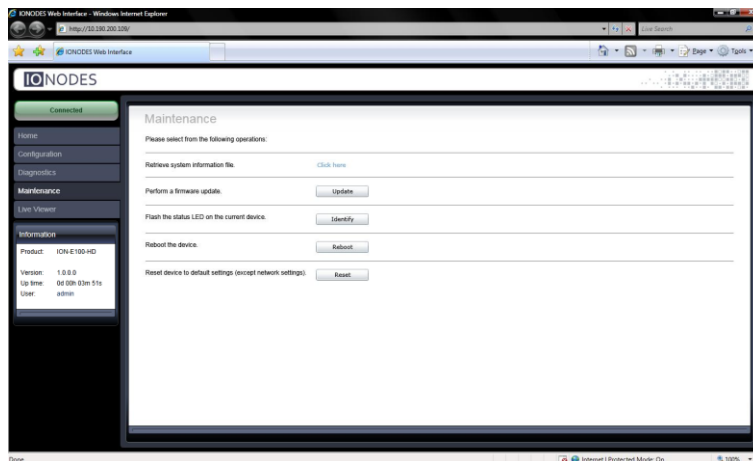 IONODES Web Interface - Windows Internet Explorer
http://10.190.200.109/
Live Search
IONODES Web Interface
Page
Tools
IONODES
Connected
Home
Configuration
Diagnostics
Maintenance
Live Viewer
Information
Product: ION-E100-HD
Version: 1.0.0.0
Up time: 0d 00h 03m 51s
User: admin
Maintenance
Please select from the following operations:
Retrieve system information file. Click here
Perform a firmware update. Update
Flash the status LED on the current device. Identify
Reboot the device. Reboot
Reset device to default settings (except network settings). Reset
Done
Internet | Protected Mode: On
100%